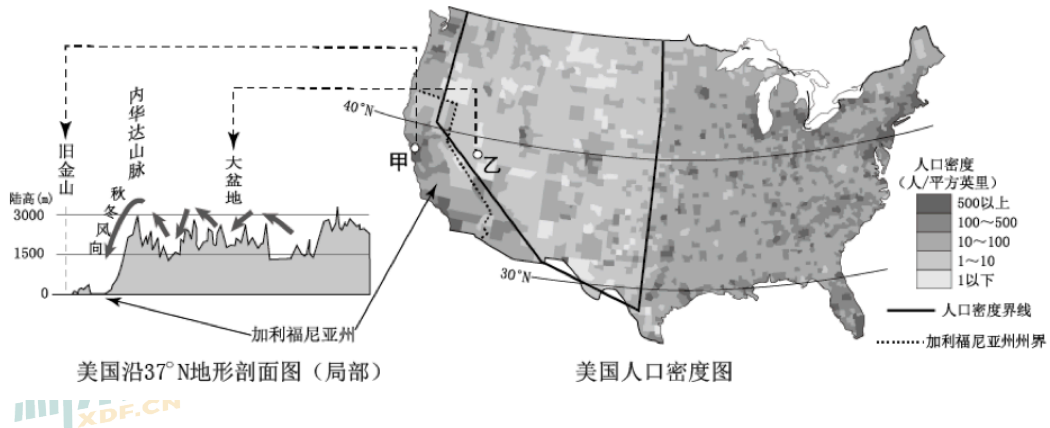 内华达山脉
旧金山
大盆地
秋冬风向
陆高(m)
3000
1500
0
加利福尼亚州
美国沿37°N地形剖面图（局部）
40°N
30°N
甲
乙
人口密度
（人/平方英里）
500以上
100～500
10～100
1～10
1以下
人口密度界线
加利福尼亚州州界
美国人口密度图
XDF.CN